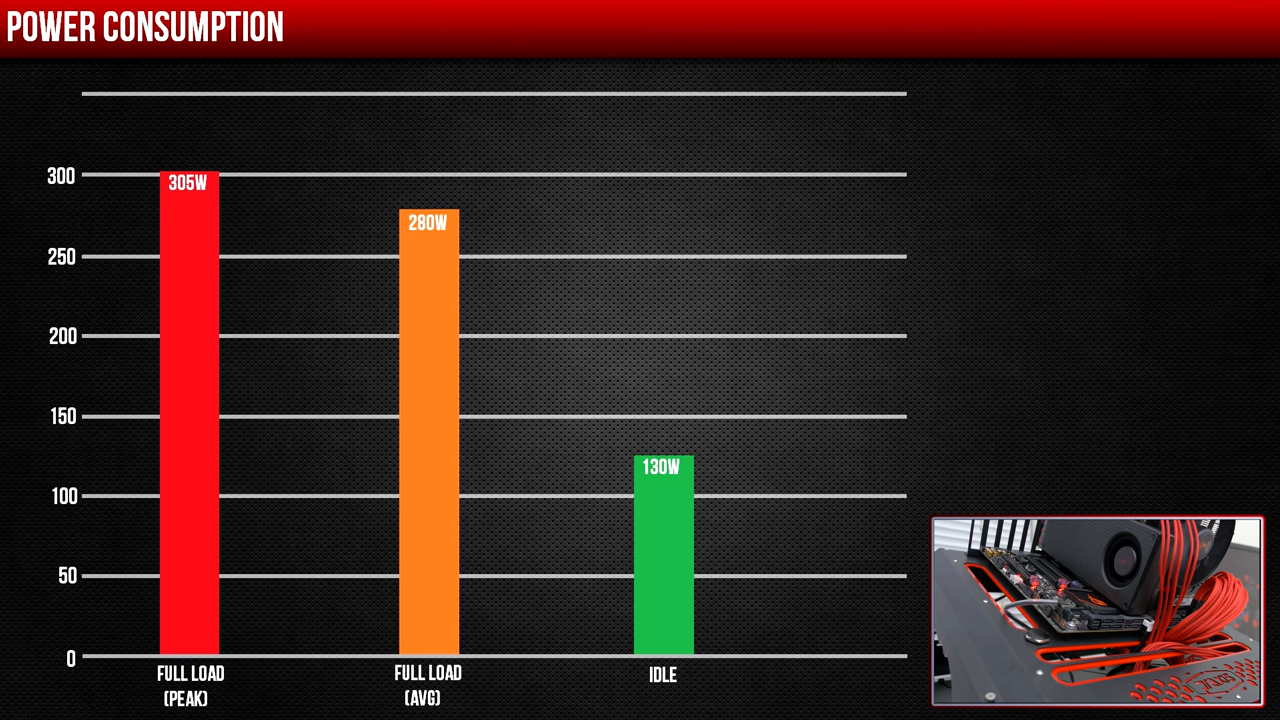 POWER CONSUMPTION
300
305W
280W
250
200
150
130W
100
50
0
FULL LOAD
(PEAK)
FULL LOAD
(AVG)
IDLE